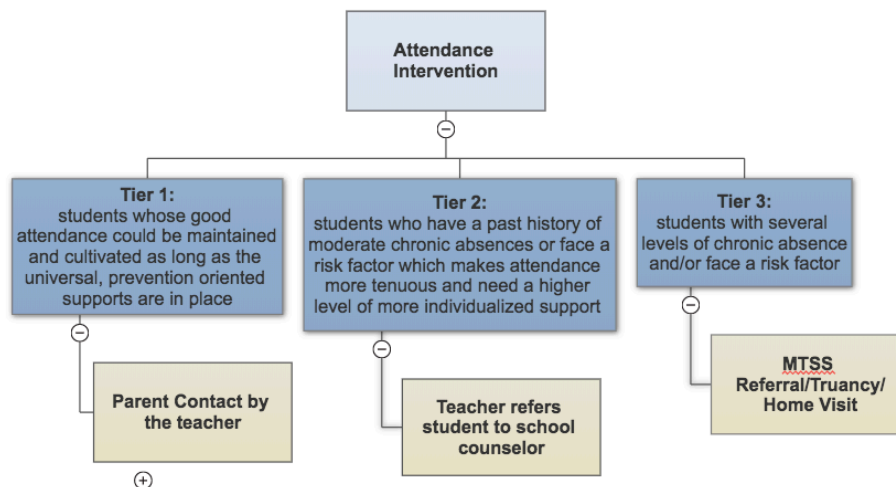 Attendance
Intervention
Tier 1:
students whose good
attendance could be maintained
and cultivated as long as the
universal, prevention oriented
supports are in place
Tier 2:
students who have a past history of
moderate chronic absences or face a
risk factor which makes attendance
more tenuous and need a higher
level of more individualized support
Tier 3:
students with several
levels of chronic absence
and/or face a risk factor
Parent Contact by
the teacher
Teacher refers
student to school
counselor
MTSS
Referral/Truancy/
Home Visit